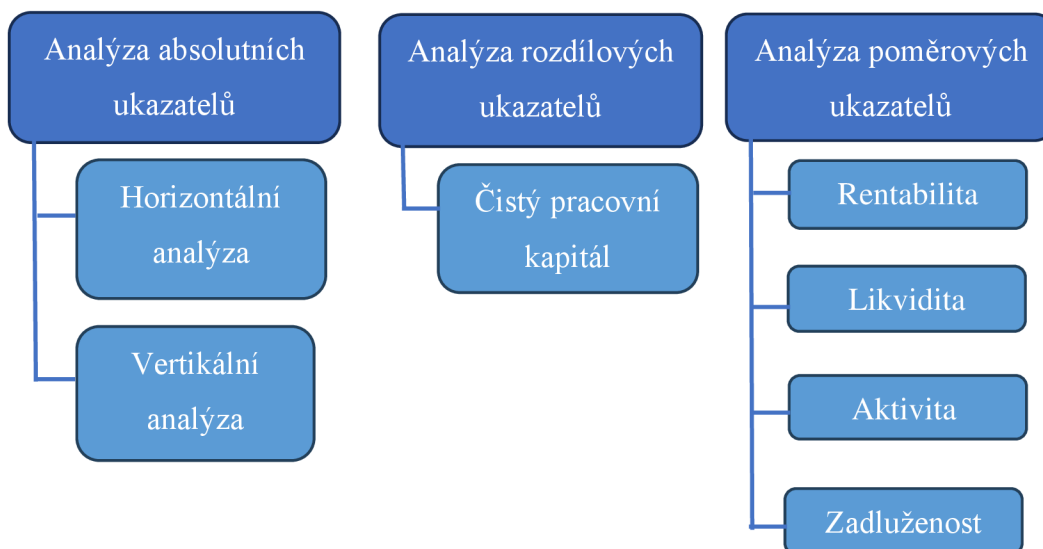 Analýza absolutních
ukazatelů
Horizontální
analýza
Vertikální
analýza
Analýza rozdílových
ukazatelů
Čistý pracovní
kapitál
Analýza poměrových
ukazatelů
Rentabilita
Likvidita
Aktivita
Zadluženost